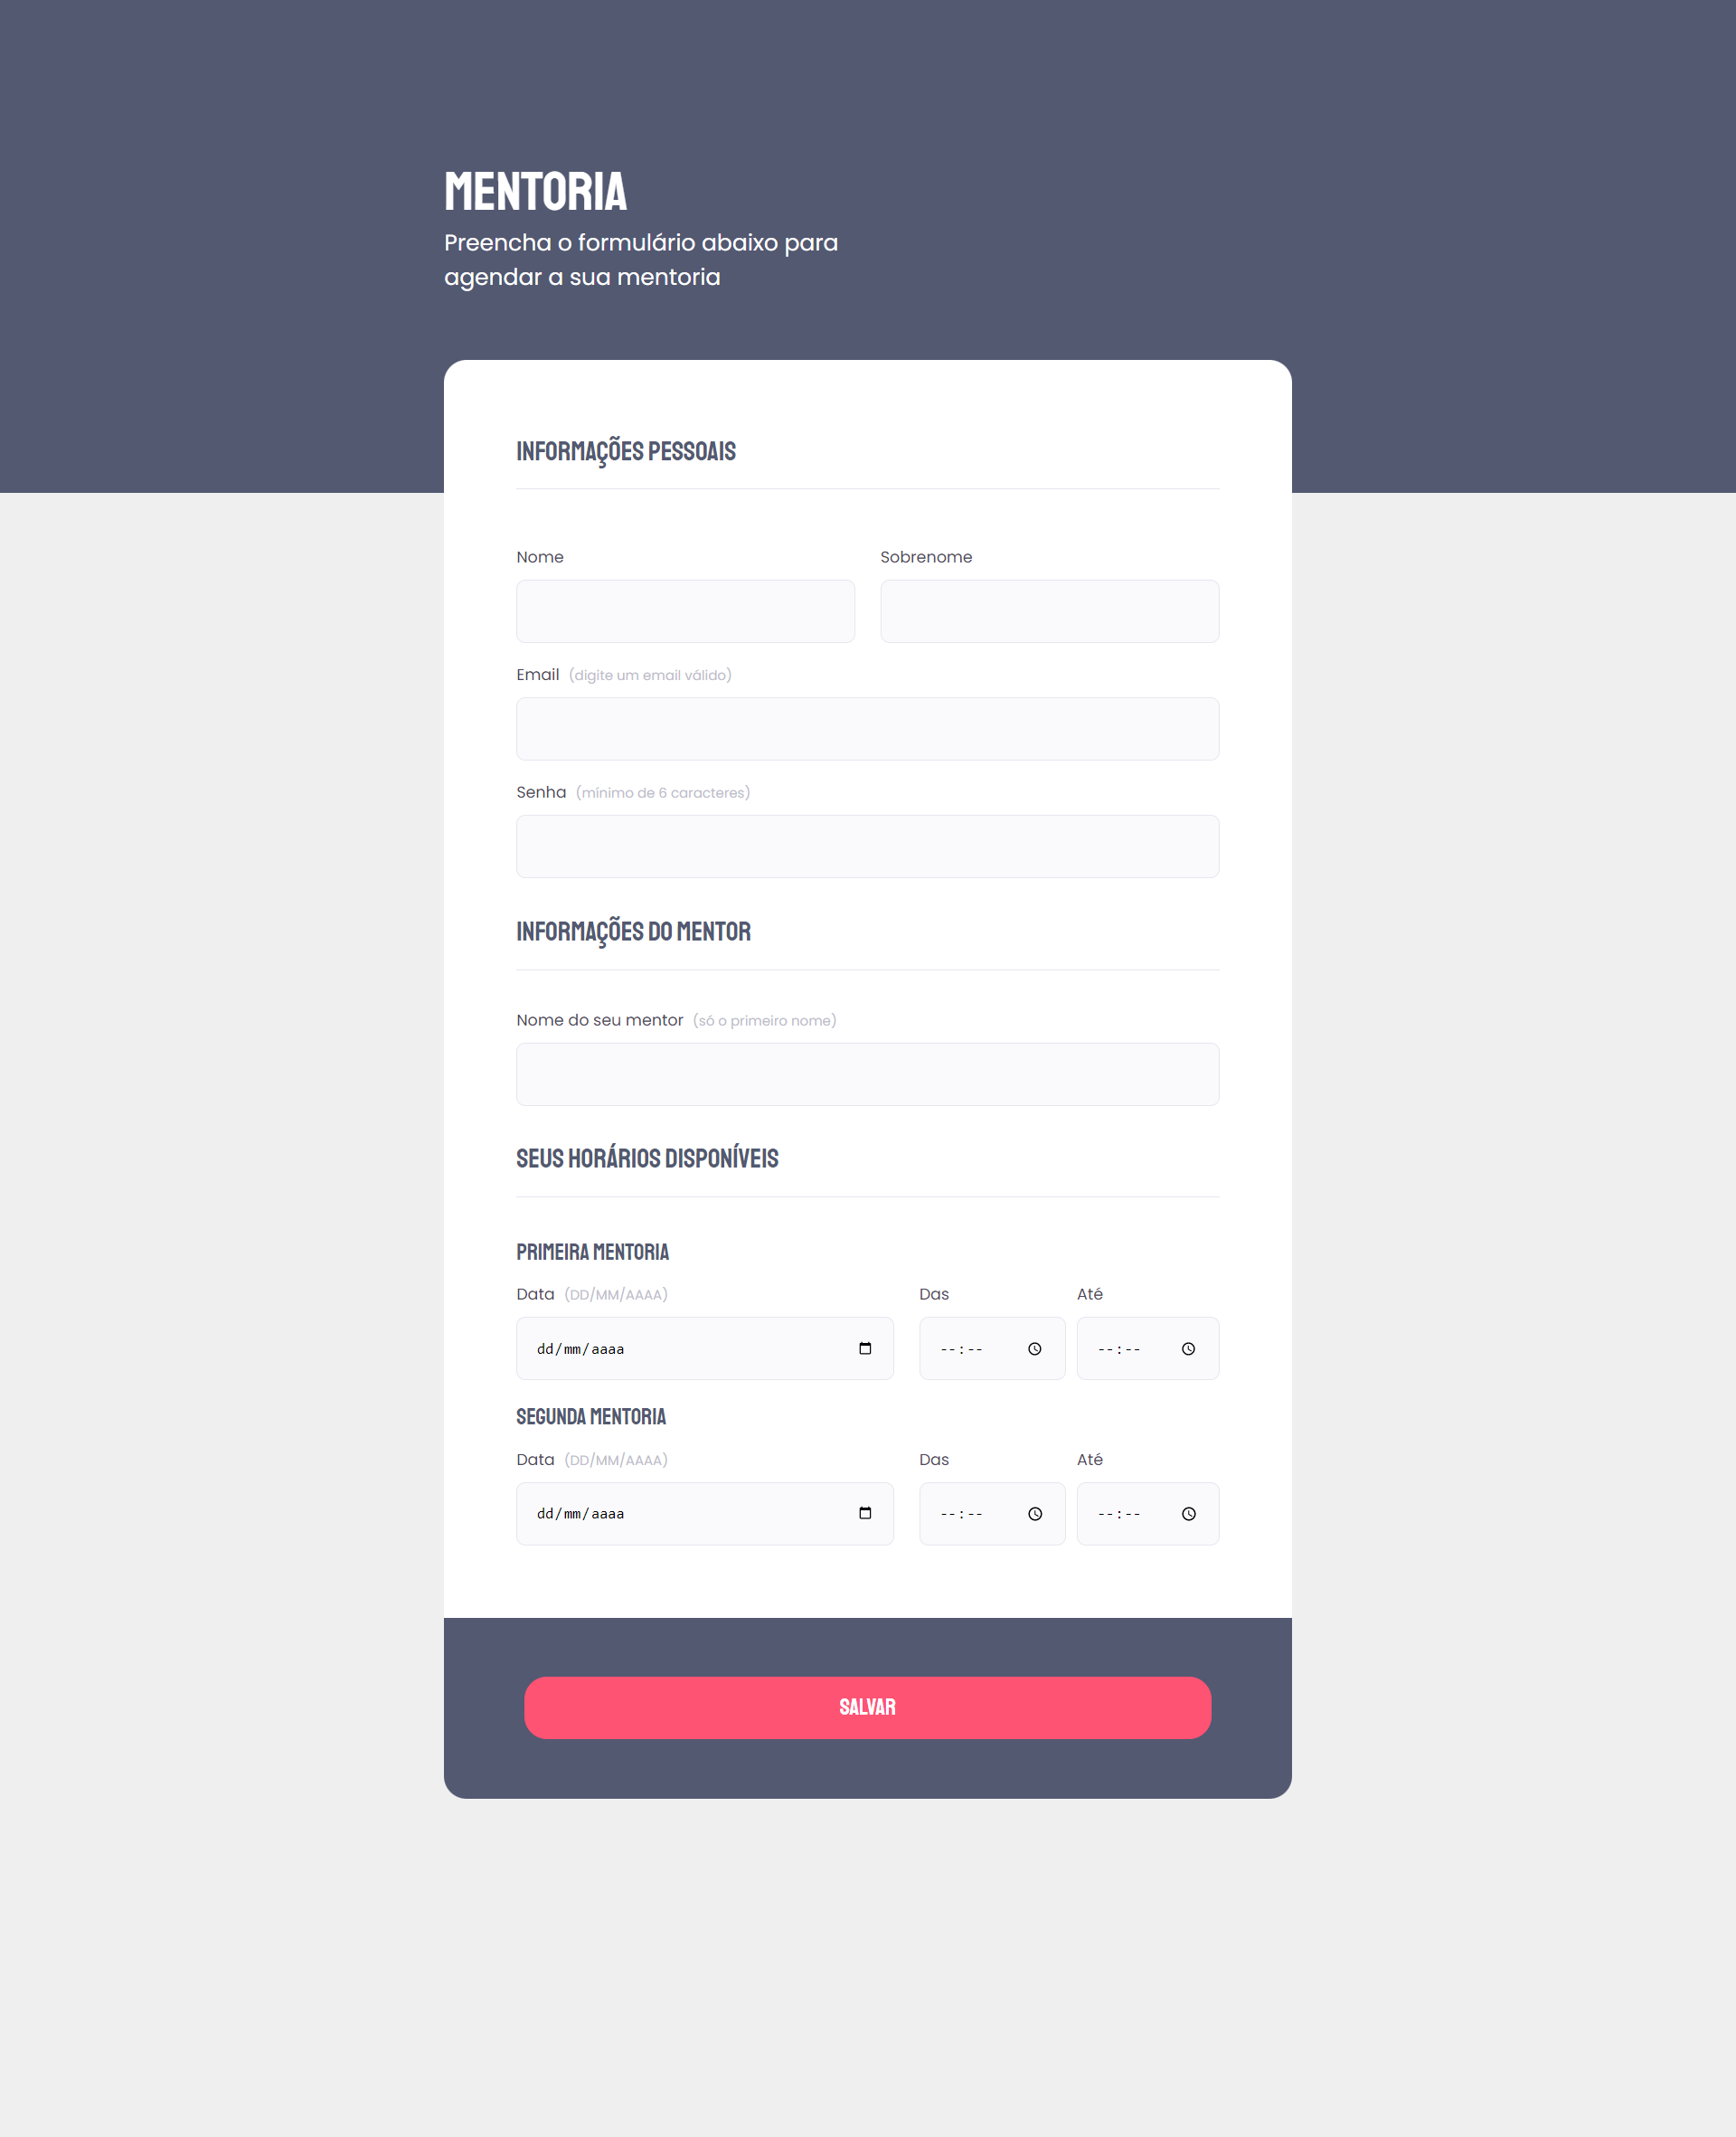 MENTORIA
Preencha o formulário abaixo para
agendar a sua mentoria
INFORMAÇÕES PESSOAIS
Nome Sobrenome
Email (digite um email válido)
Senha (mínimo de 6 caracteres)
INFORMAÇÕES DO MENTOR
Nome do seu mentor (só o primeiro nome)
SEUS HORÁRIOS DISPONÍVEIS
PRIMEIRA MENTORIA
Data (DD/MM/AAAA) Das Até
dd/mm/aaaa --:-- --:--
SEGUNDA MENTORIA
Data (DD/MM/AAAA) Das Até
dd/mm/aaaa --:-- --:--
SALVAR